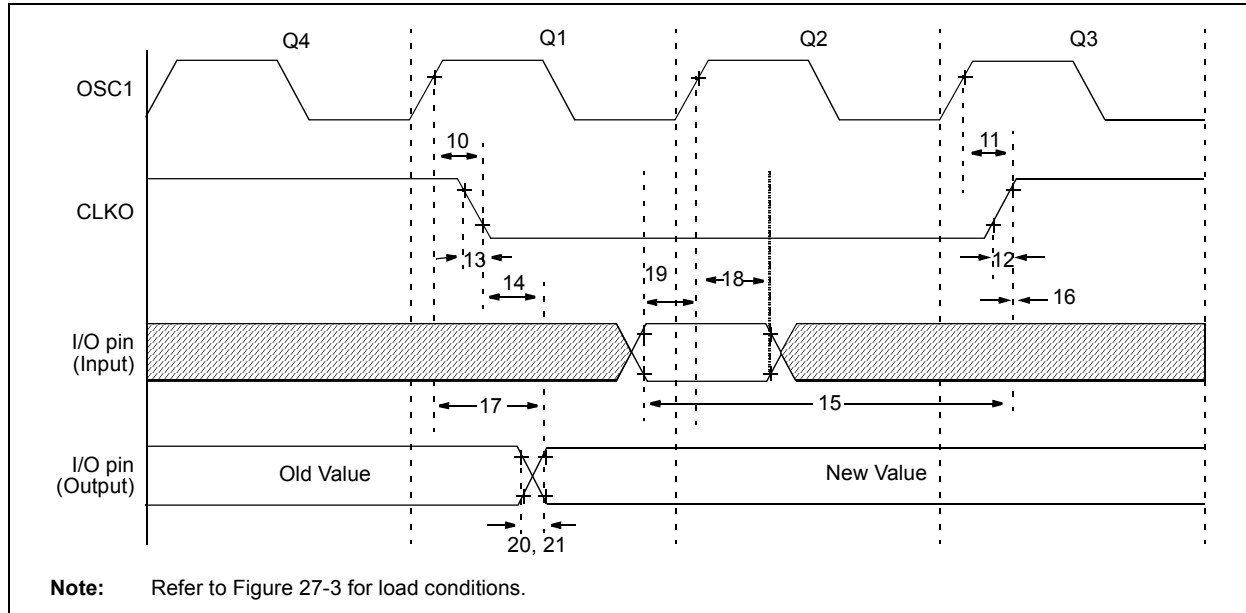 Q4 Q1 Q2 Q3
OSC1
10 11
CLKO
13 12
14 19 18
16
I/O pin
(Input)
17 15
I/O pin
(Output)
Old Value New Value
20, 21
Note: Refer to Figure 27-3 for load conditions.